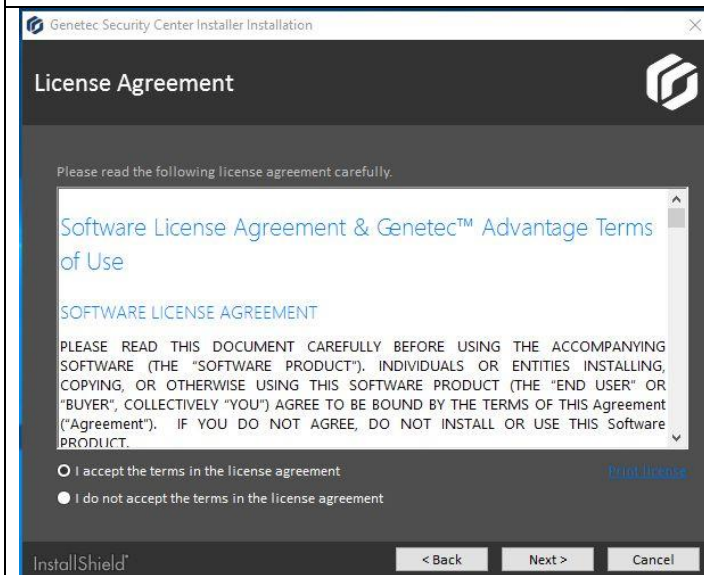 Genetec Security Center Installer Installation
License Agreement
Please read the following license agreement carefully.
Software License Agreement & Genetec™ Advantage Terms
of Use
SOFTWARE LICENSE AGREEMENT
PLEASE READ THIS DOCUMENT CAREFULLY BEFORE USING THE ACCOMPANYING
SOFTWARE (THE “SOFTWARE PRODUCT”). INDIVIDUALS OR ENTITIES INSTALLING,
COPYING, OR OTHERWISE USING THIS SOFTWARE PRODUCT (THE “END USER” OR
“BUYER”, COLLECTIVELY “YOU”) AGREE TO BE BOUND BY THE TERMS OF THIS Agreement
(“Agreement”). IF YOU DO NOT AGREE, DO NOT INSTALL OR USE THIS Software
PRODUCT.
I accept the terms in the license agreement
Print license
I do not accept the terms in the license agreement
InstallShield
< Back
Next >
Cancel